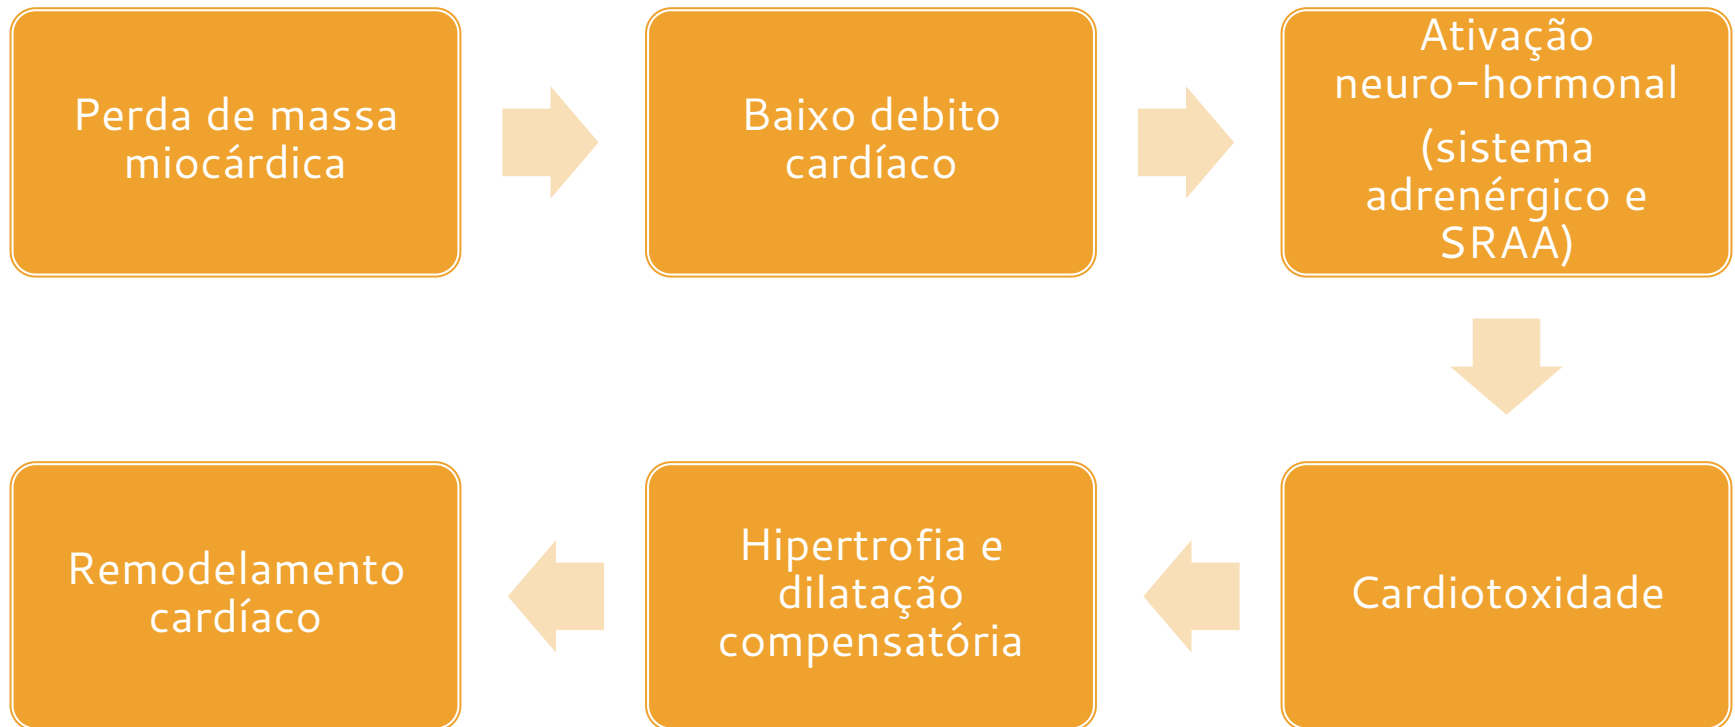 Perda de massa
miocárdica
Baixo debito
cardíaco
Ativação
neuro-hormonal
(sistema
adrenérgico e
SRAA)
Cardiotoxidade
Hipertrofia e
dilatação
compensatória
Remodelamento
cardíaco